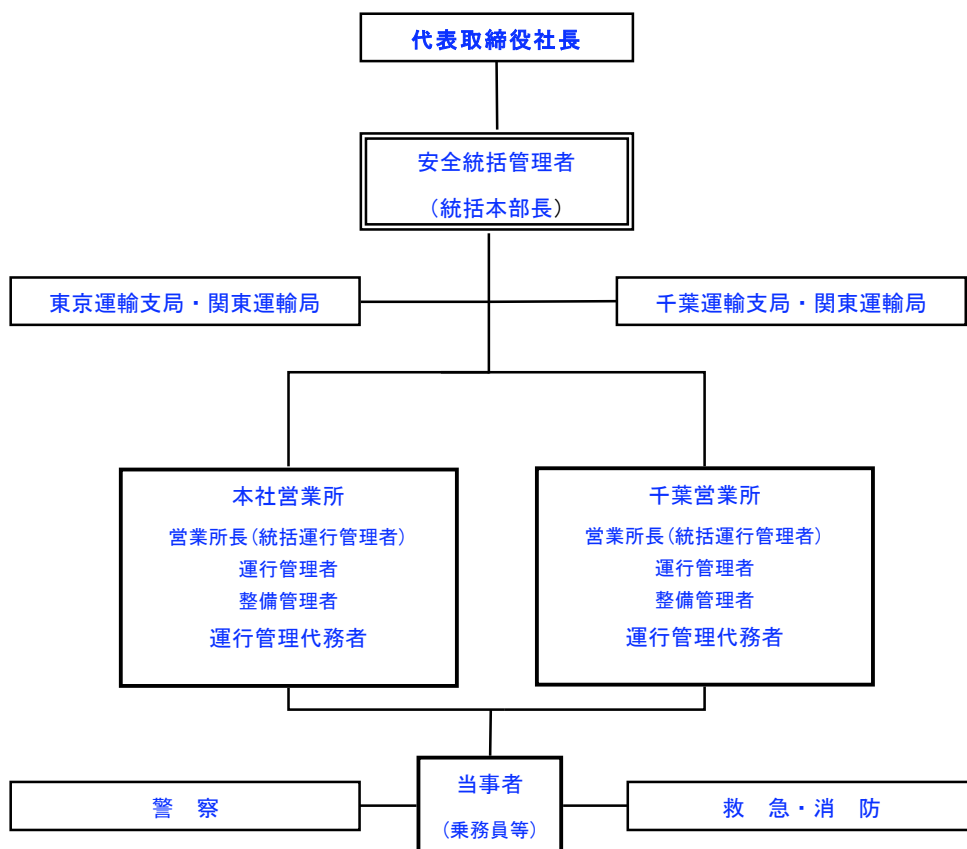 代表取締役社長
安全統括管理者
（統括本部長）
東京運輸支局・関東運輸局
千葉運輸支局・関東運輸局
本社営業所
営業所長(統括運行管理者)
運行管理者
整備管理者
運行管理代務者
千葉営業所
営業所長(統括運行管理者)
運行管理者
整備管理者
運行管理代務者
当事者
(乗務員等)
警　察
救　急・消　防